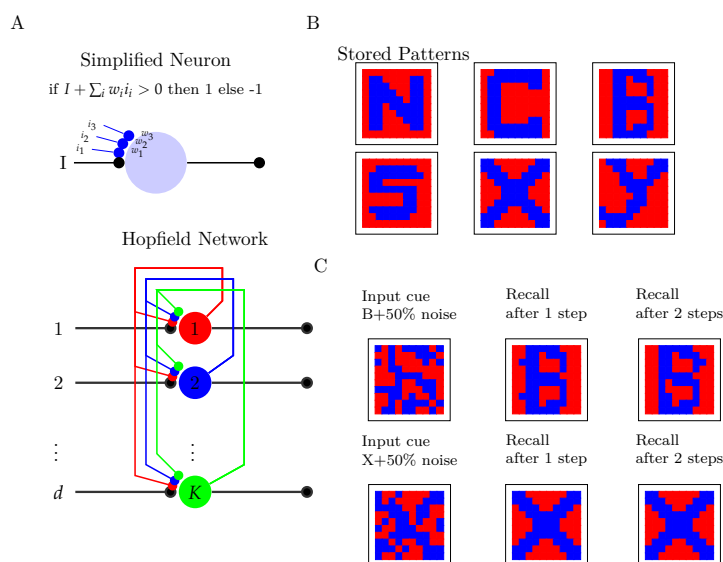 A
Simplified Neuron
if I + ∑i wi ii > 0 then 1 else -1
i3
w3
i2
w2
i1
w1
I
Hopfield Network
1
1
2
2
⋮
⋮
d
K
B
Stored Patterns
N C B
S X y
C
Input cue
B+50% noise
Recall
after 1 step
Recall
after 2 steps
Input cue
X+50% noise
Recall
after 1 step
Recall
after 2 steps